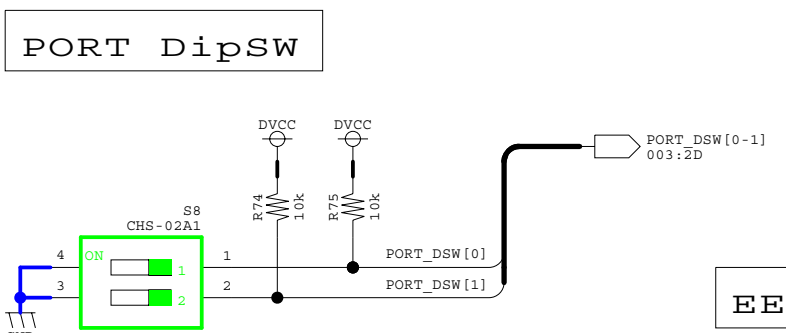 PORT DipSW
DVCC
DVCC
PORT_DSW[0-1]
003:2D
R74
10k
R75
10k
S8
CHS-02A1
4
ON
1
1
PORT_DSW[0]
3
2
2
PORT_DSW[1]
EE